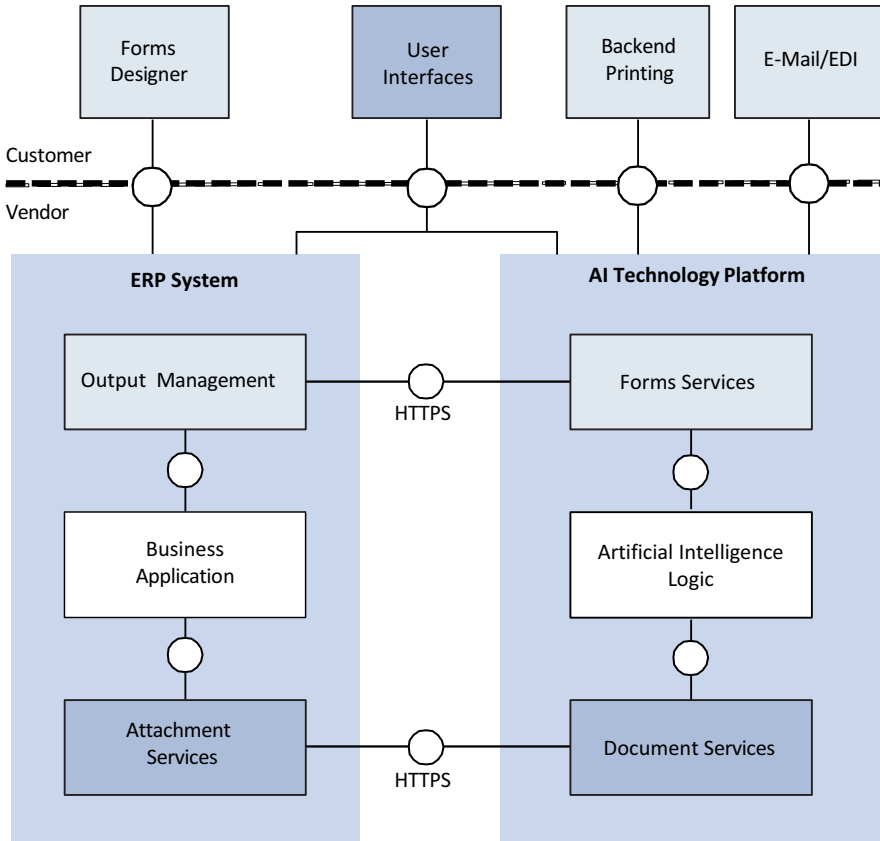 Forms
Designer
User
Interfaces
Backend
Printing
E-Mail/EDI
Customer
Vendor
ERP System
AI Technology Platform
Output Management
HTTPS
Forms Services
Business
Application
Artificial Intelligence
Logic
Attachment
Services
HTTPS
Document Services